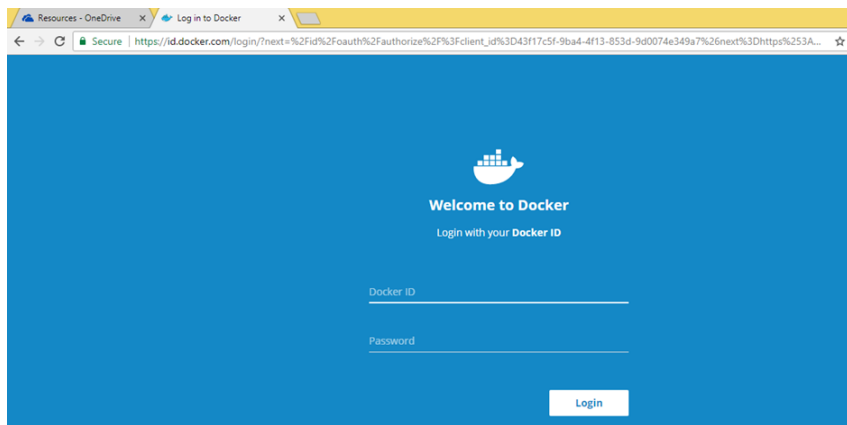 Resources - OneDrive
Log in to Docker
Secure
https://id.docker.com/login/?next=%2Fid%2Foauth%2Fauthorize%2F%3Fclient_id%3D43f17c5f-9ba4-4f13-853d-9d0074e349a7%26next%3Dhttps%253A...
Welcome to Docker
Login with your Docker ID
Docker ID
Password
Login